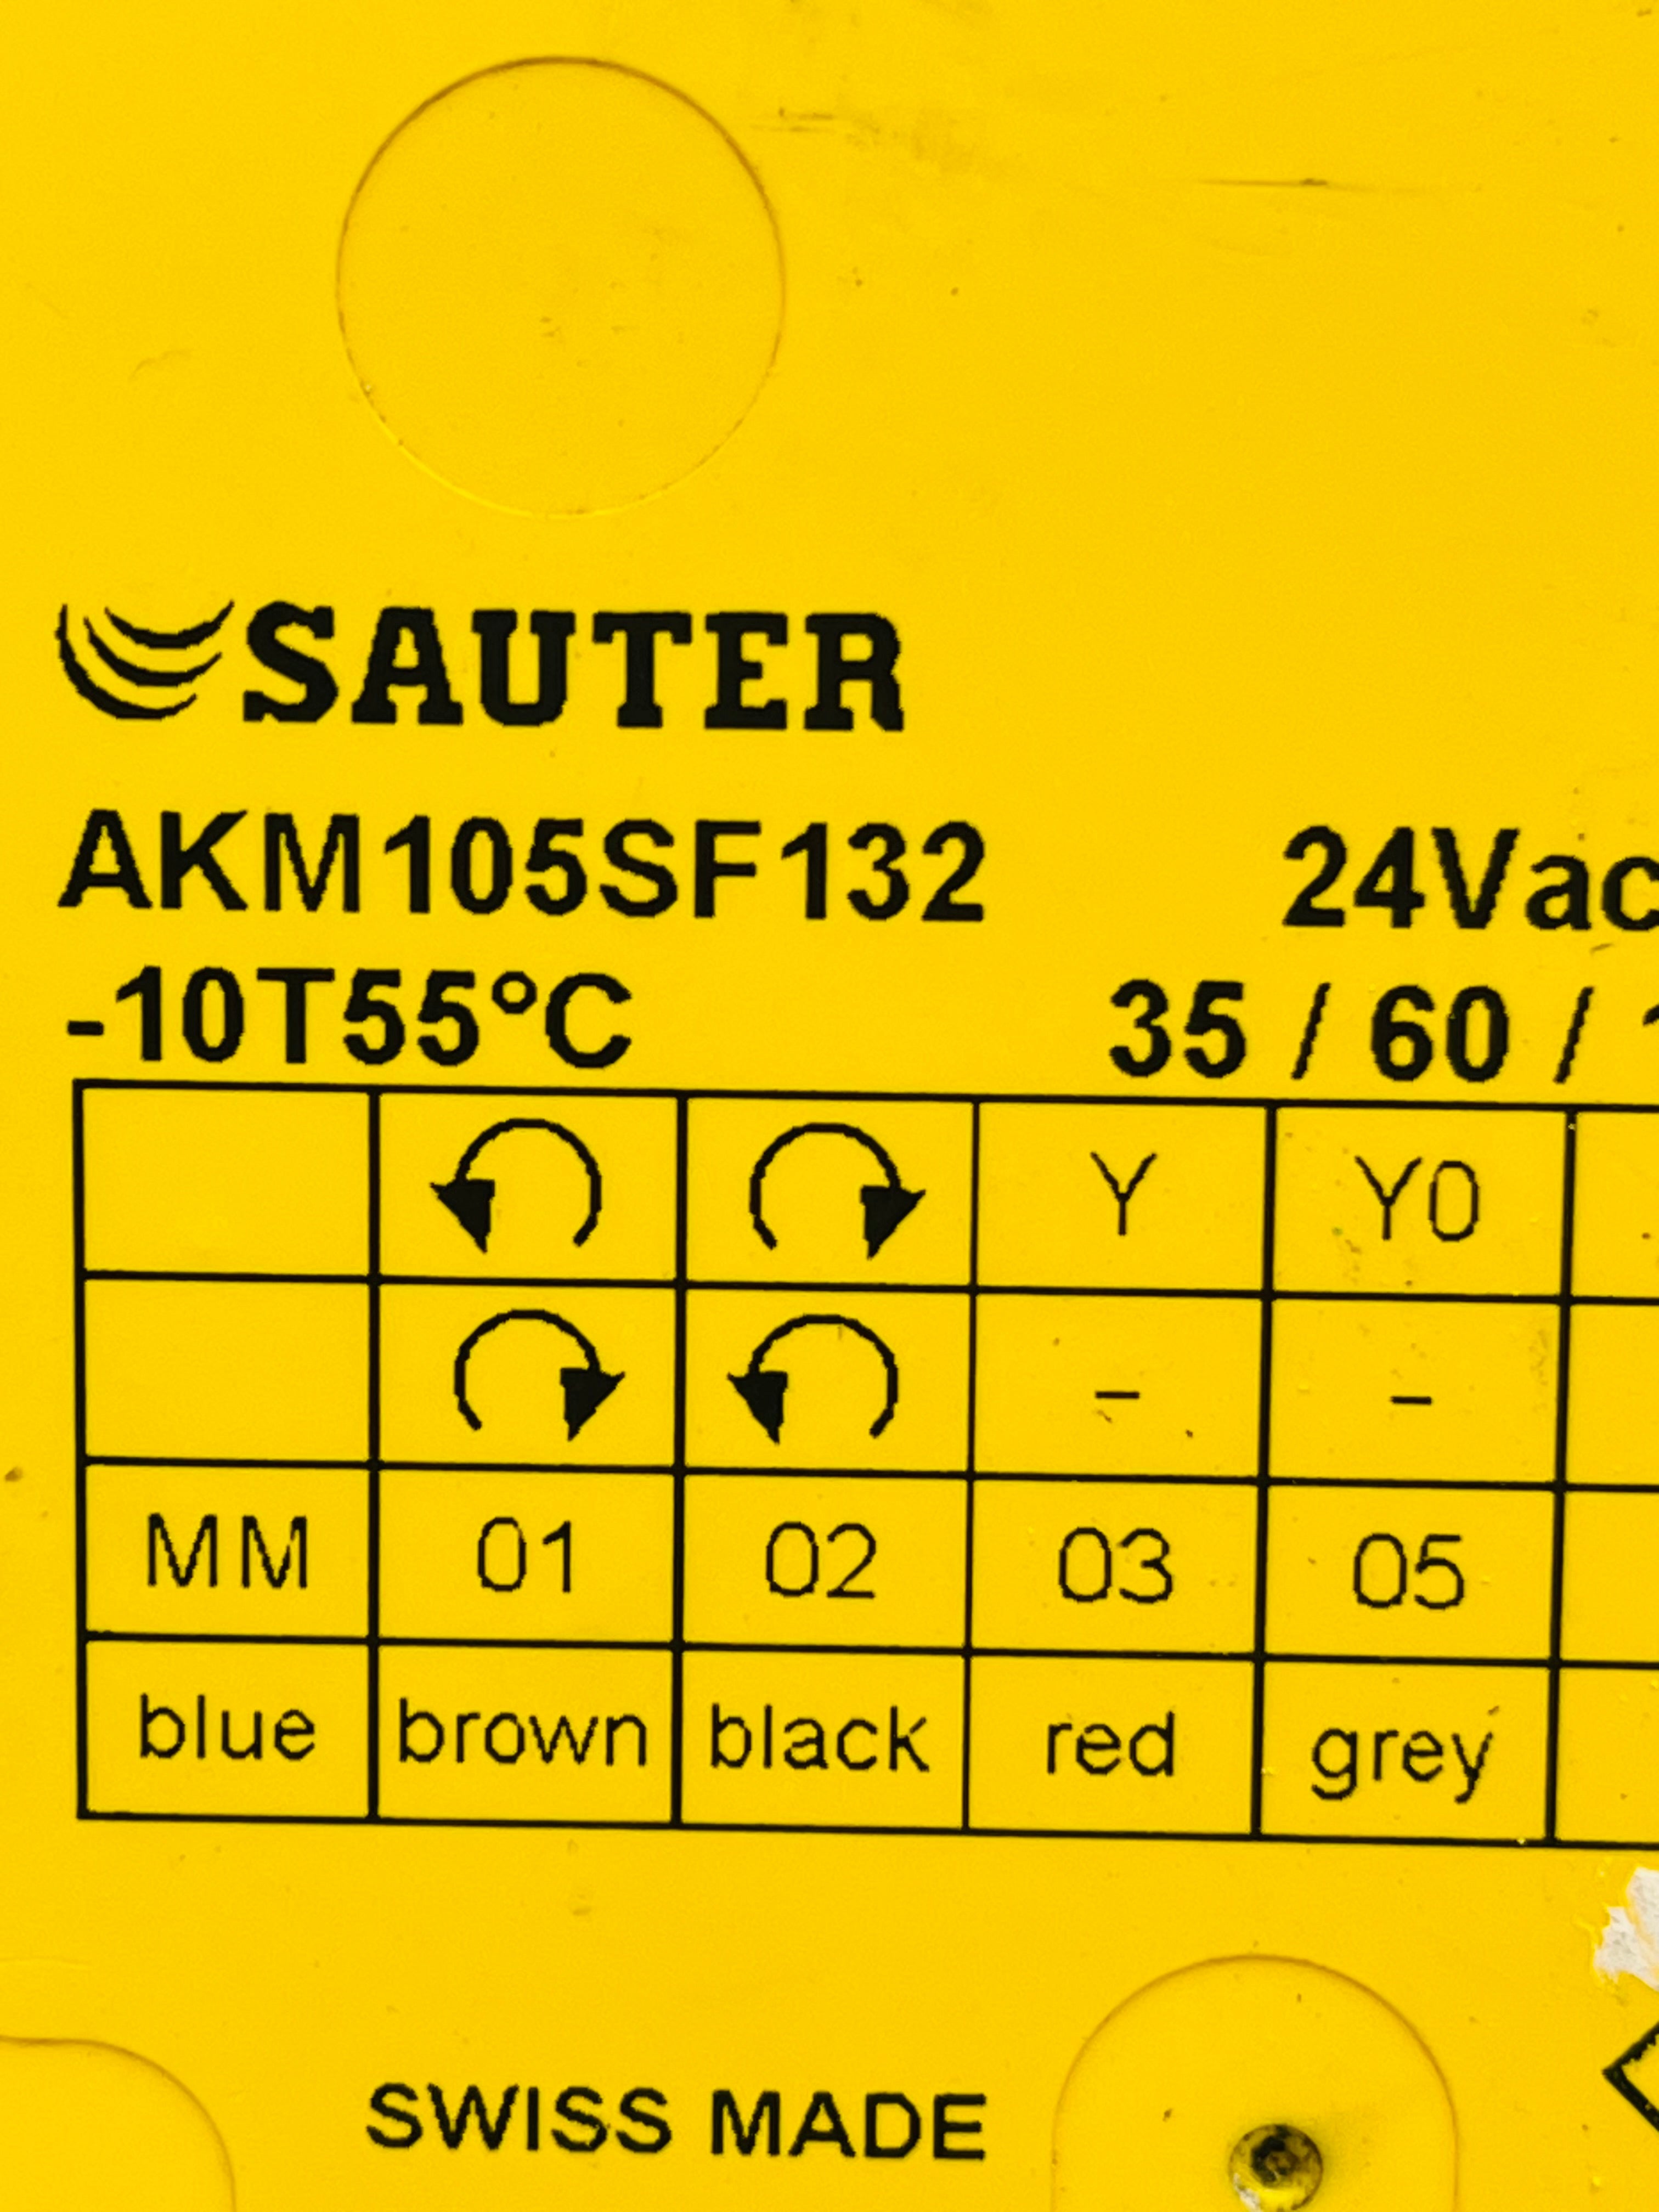 SAUTER
AKM105SF132 24Vac
-10T55°C 35 / 60 /
Y Y0
– –
MM 01 02 03 05
blue brown black red grey
SWISS MADE